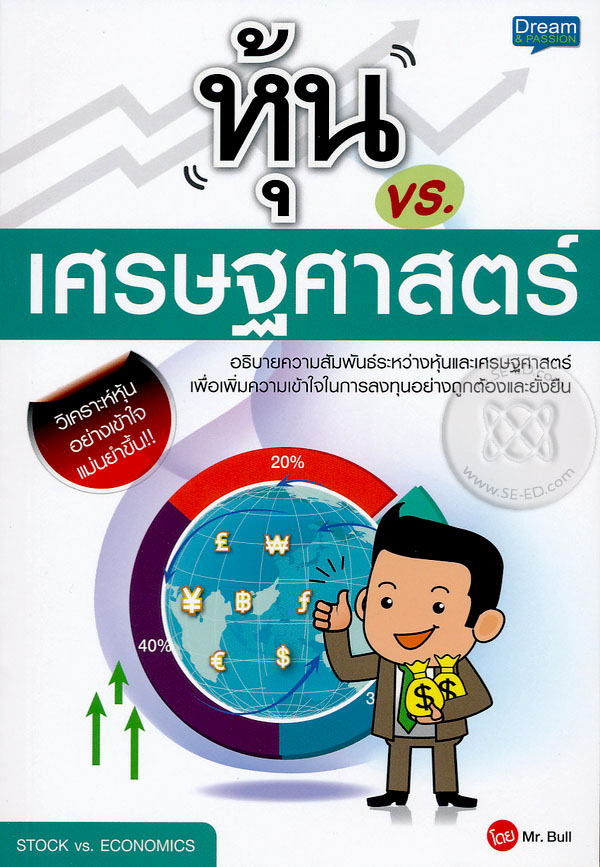 Dream
& PASSION
หุ้น
vs.
เศรษฐศาสตร์
อธิบายความสัมพันธ์ระหว่างหุ้นและเศรษฐศาสตร์
เพื่อเพิ่มความเข้าใจในการลงทุนอย่างถูกต้องและยั่งยืน
วิเคราะห์หุ้น
อย่างเข้าใจ
แม่นยำขึ้น!!
SE-ED.co
www.SE-ED.com
20%
£ ₩
¥ ฿ ƒ
€ $
40%
3
$ $
STOCK vs. ECONOMICS
โดย Mr. Bull